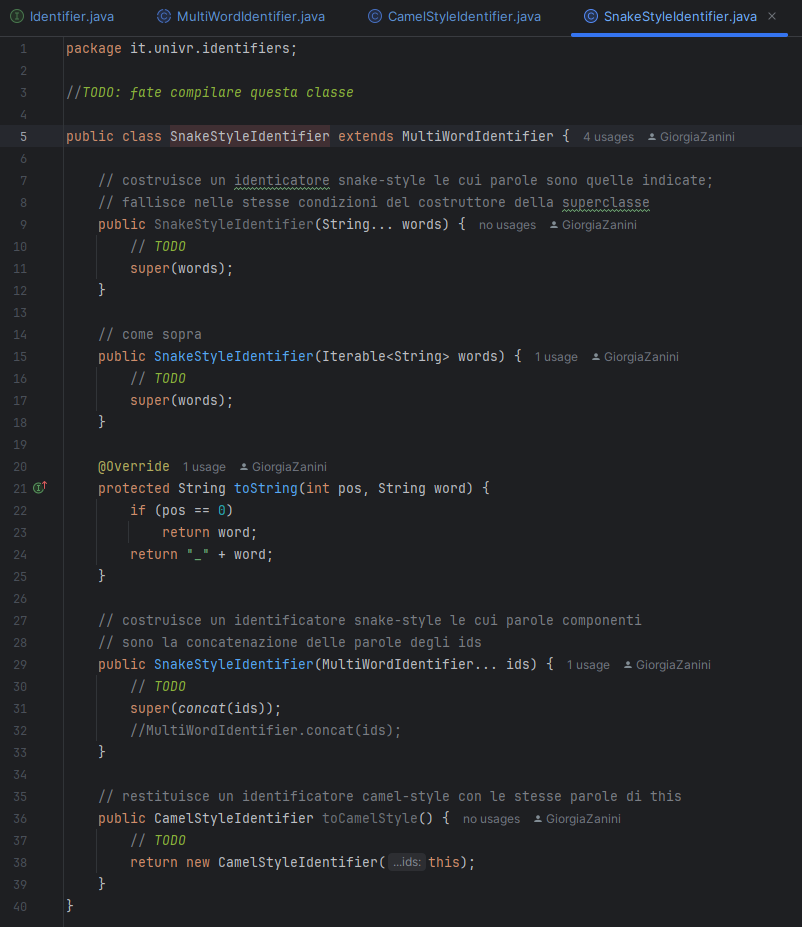 Identifier.java MultiWordIdentifier.java CamelStyleIdentifier.java SnakeStyleIdentifier.java
1 package it.univr.identifiers;
2
3 //TODO: fate compilare questa classe
4
5 public class SnakeStyleIdentifier extends MultiWordIdentifier { 4 usages GiorgiaZanini
6
7 // costruisce un identicatore snake-style le cui parole sono quelle indicate;
8 // fallisce nelle stesse condizioni del costruttore della superclasse
9 public SnakeStyleIdentifier(String... words) { no usages GiorgiaZanini
10 // TODO
11 super(words);
12 }
13
14 // come sopra
15 public SnakeStyleIdentifier(Iterable<String> words) { 1 usage GiorgiaZanini
16 // TODO
17 super(words);
18 }
19
20 @Override 1 usage GiorgiaZanini
21 protected String toString(int pos, String word) {
22 if (pos == 0)
23 return word;
24 return "_" + word;
25 }
26
27 // costruisce un identificatore snake-style le cui parole componenti
28 // sono la concatenazione delle parole degli ids
29 public SnakeStyleIdentifier(MultiWordIdentifier... ids) { 1 usage GiorgiaZanini
30 // TODO
31 super(concat(ids));
32 //MultiWordIdentifier.concat(ids);
33 }
34
35 // restituisce un identificatore camel-style con le stesse parole di this
36 public CamelStyleIdentifier toCamelStyle() { no usages GiorgiaZanini
37 // TODO
38 return new CamelStyleIdentifier( ...ids: this);
39 }
40 }